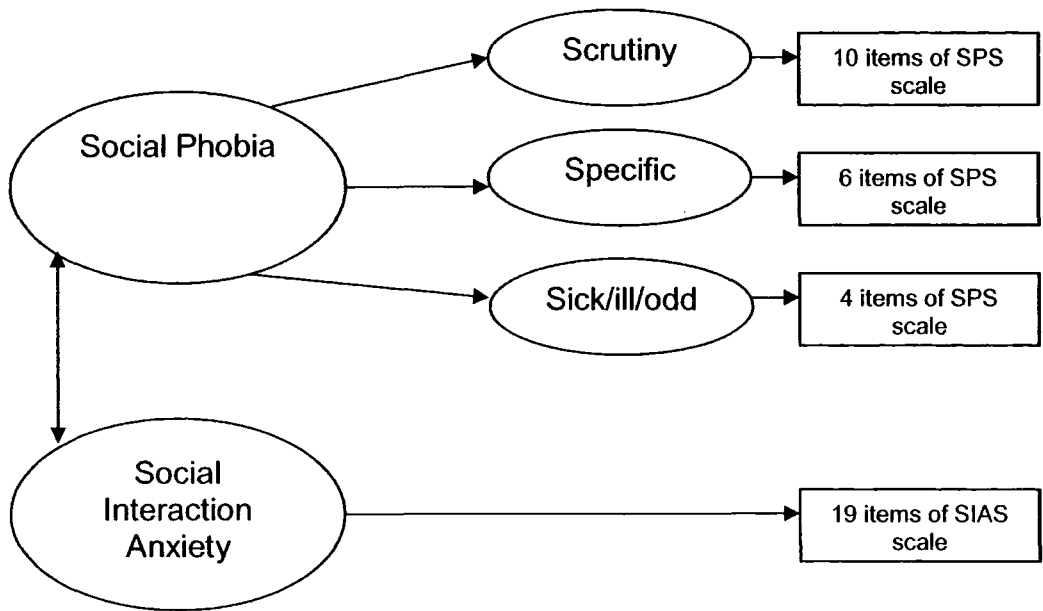 Scrutiny
10 items of SPS
scale
Social Phobia
Specific
6 items of SPS
scale
Sick/ill/odd
4 items of SPS
scale
Social
Interaction
Anxiety
19 items of SIAS
scale